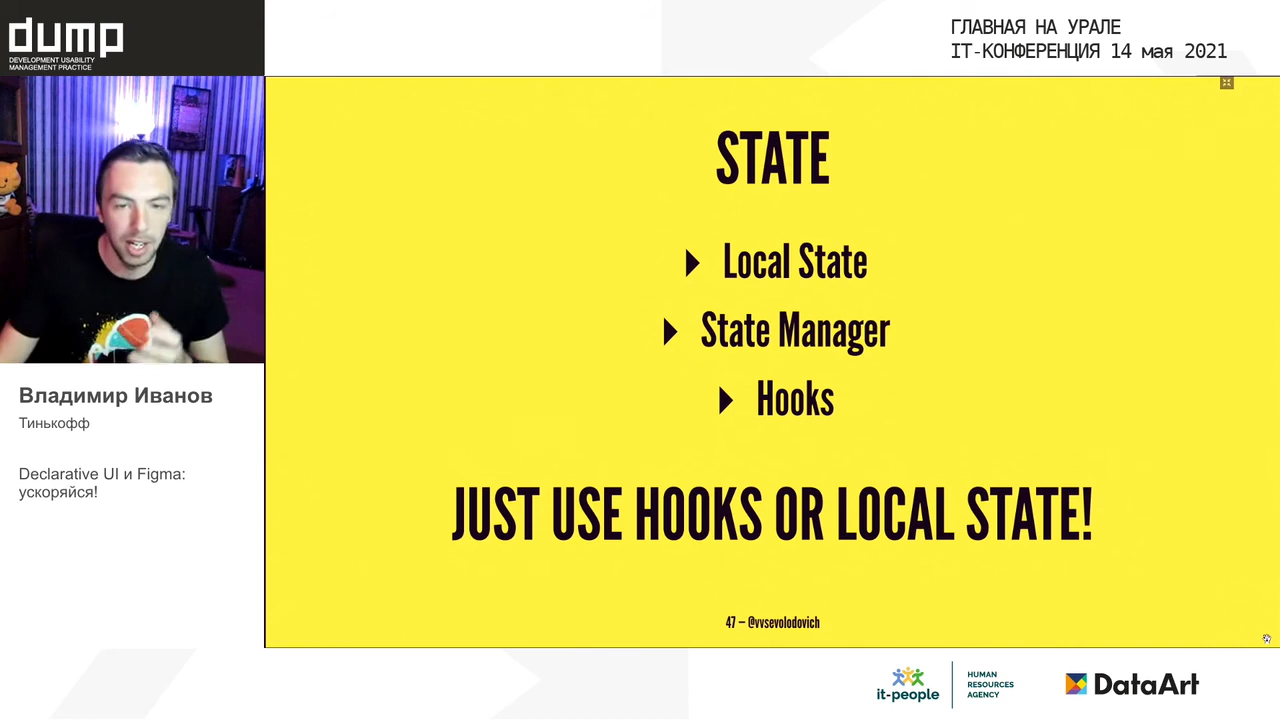 dump
DEVELOPMENT USABILITY
MANAGEMENT PRACTICE
ГЛАВНАЯ НА УРАЛЕ
IT-КОНФЕРЕНЦИЯ 14 мая 2021
STATE
Local State
State Manager
Hooks
JUST USE HOOKS OR LOCAL STATE!
47 – @vvsevolodovich
Владимир Иванов
Тинькофф
Declarative UI и Figma:
ускоряйся!
it-people
HUMAN
RESOURCES
AGENCY
DataArt